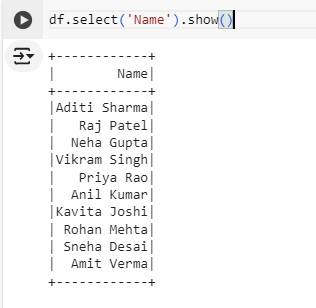 df.select('Name').show()
+------------+
|        Name|
+------------+
|Aditi Sharma|
|   Raj Patel|
|  Neha Gupta|
|Vikram Singh|
|   Priya Rao|
|  Anil Kumar|
|Kavita Joshi|
| Rohan Mehta|
| Sneha Desai|
|  Amit Verma|
+------------+